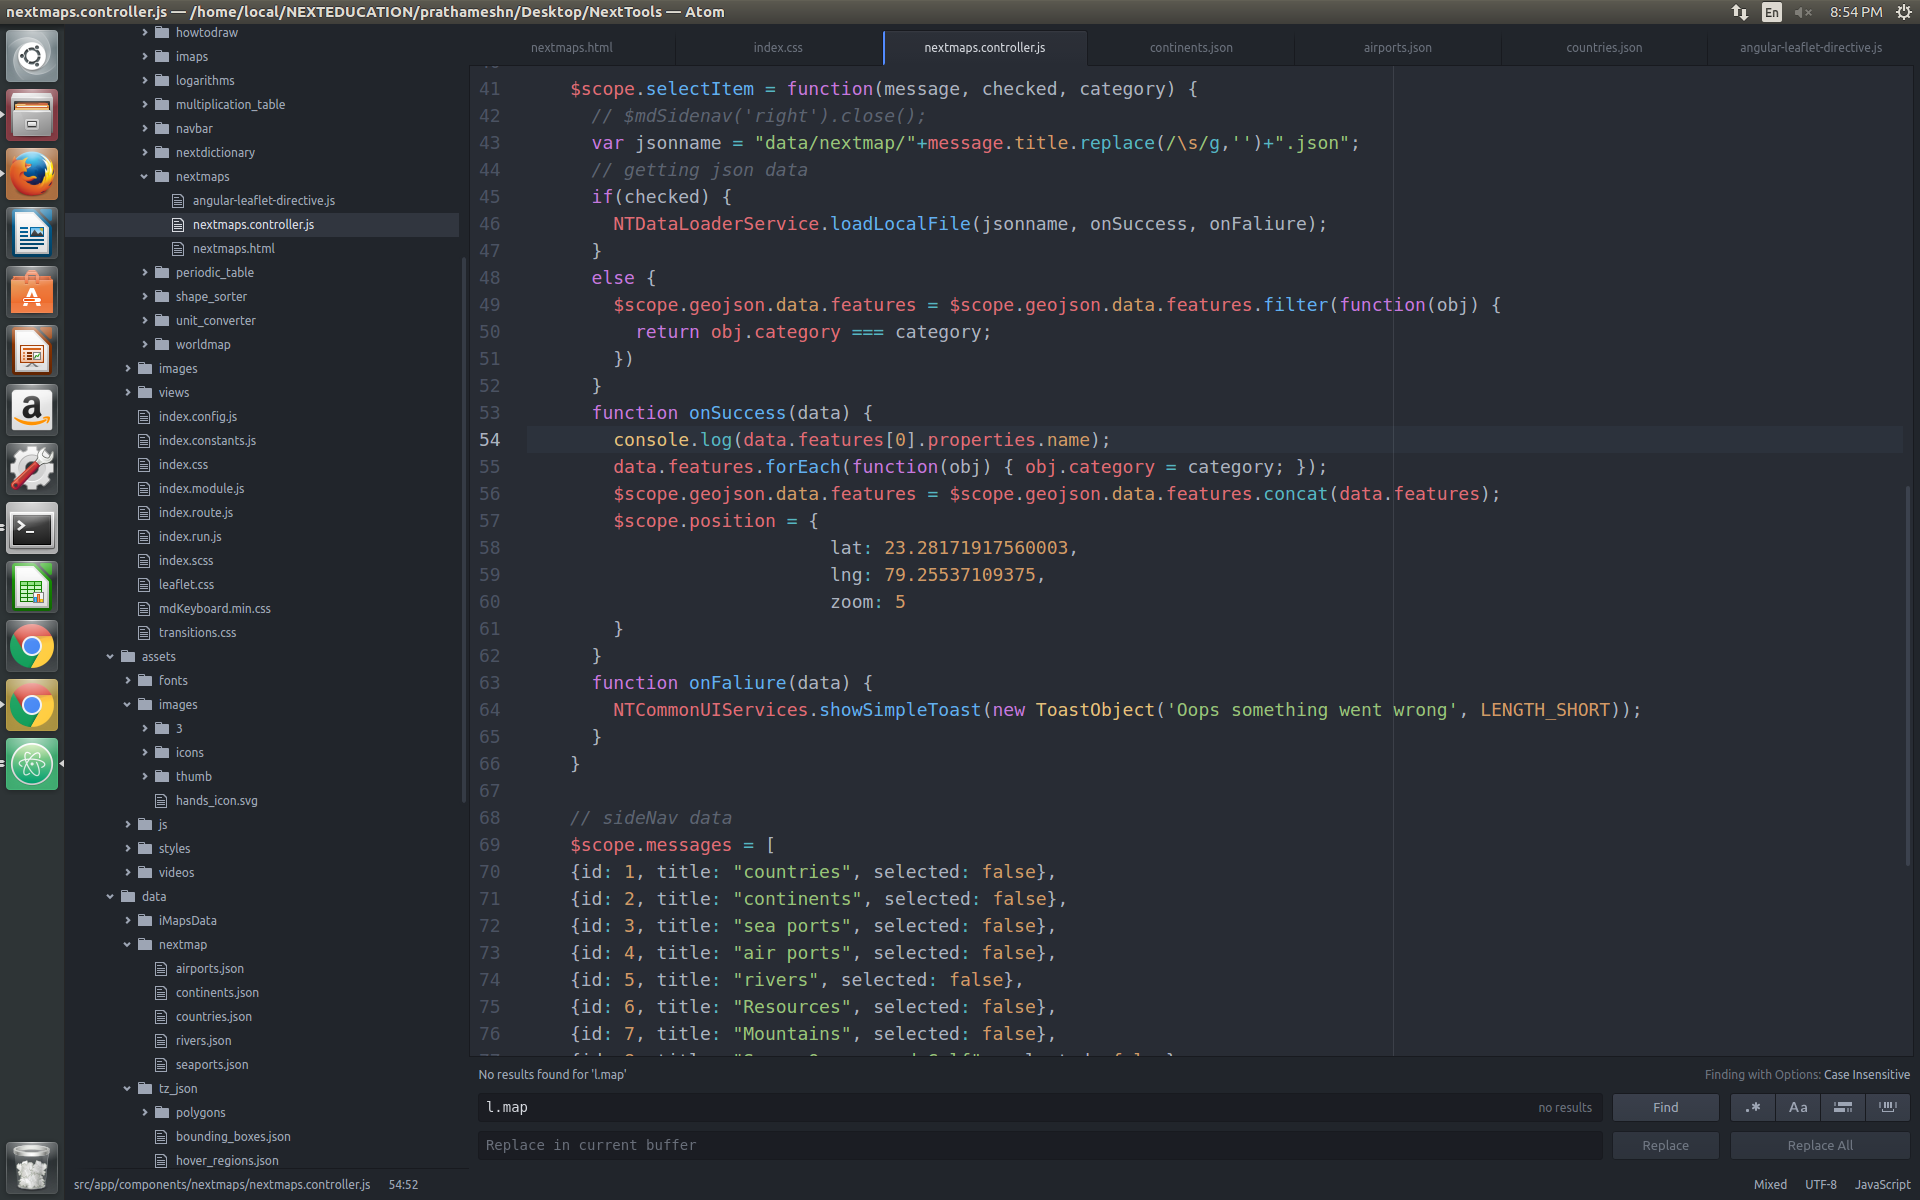 nextmaps.controller.js — /home/local/NEXTEDUCATION/prathameshn/Desktop/NextTools — Atom
En
8:54 PM
howtodraw
imaps
logarithms
multiplication_table
navbar
nextdictionary
nextmaps
angular-leaflet-directive.js
nextmaps.controller.js
nextmaps.html
periodic_table
shape_sorter
unit_converter
worldmap
images
views
index.config.js
index.constants.js
index.css
index.module.js
index.route.js
index.run.js
index.scss
leaflet.css
mdKeyboard.min.css
transitions.css
assets
fonts
images
3
icons
thumb
hands_icon.svg
js
styles
videos
data
iMapsData
nextmap
airports.json
continents.json
countries.json
rivers.json
seaports.json
tz_json
polygons
bounding_boxes.json
hover_regions.json
nextmaps.html
index.css
nextmaps.controller.js
continents.json
airports.json
countries.json
angular-leaflet-directive.js
41 $scope.selectItem = function(message, checked, category) {
42 // $mdSidenav('right').close();
43 var jsonname = "data/nextmap/"+message.title.replace(/\s/g,'')+".json";
44 // getting json data
45 if(checked) {
46 NTDataLoaderService.loadLocalFile(jsonname, onSuccess, onFaliure);
47 }
48 else {
49 $scope.geojson.data.features = $scope.geojson.data.features.filter(function(obj) {
50 return obj.category === category;
51 })
52 }
53 function onSuccess(data) {
54 console.log(data.features[0].properties.name);
55 data.features.forEach(function(obj) { obj.category = category; });
56 $scope.geojson.data.features = $scope.geojson.data.features.concat(data.features);
57 $scope.position = {
58 lat: 23.28171917560003,
59 lng: 79.25537109375,
60 zoom: 5
61 }
62 }
63 function onFaliure(data) {
64 NTCommonUIServices.showSimpleToast(new ToastObject('Oops something went wrong', LENGTH_SHORT));
65 }
66 }
67
68 // sideNav data
69 $scope.messages = [
70 {id: 1, title: "countries", selected: false},
71 {id: 2, title: "continents", selected: false},
72 {id: 3, title: "sea ports", selected: false},
73 {id: 4, title: "air ports", selected: false},
74 {id: 5, title: "rivers", selected: false},
75 {id: 6, title: "Resources", selected: false},
76 {id: 7, title: "Mountains", selected: false},
No results found for 'l.map'
Finding with Options: Case Insensitive
l.map
no results
Find
.*
Aa
Replace in current buffer
Replace
Replace All
src/app/components/nextmaps/nextmaps.controller.js 54:52
Mixed
UTF-8
JavaScript